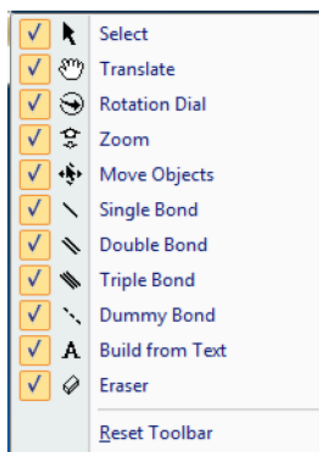 Select
Translate
Rotation Dial
Zoom
Move Objects
Single Bond
Double Bond
Triple Bond
Dummy Bond
A Build from Text
Eraser
Reset Toolbar